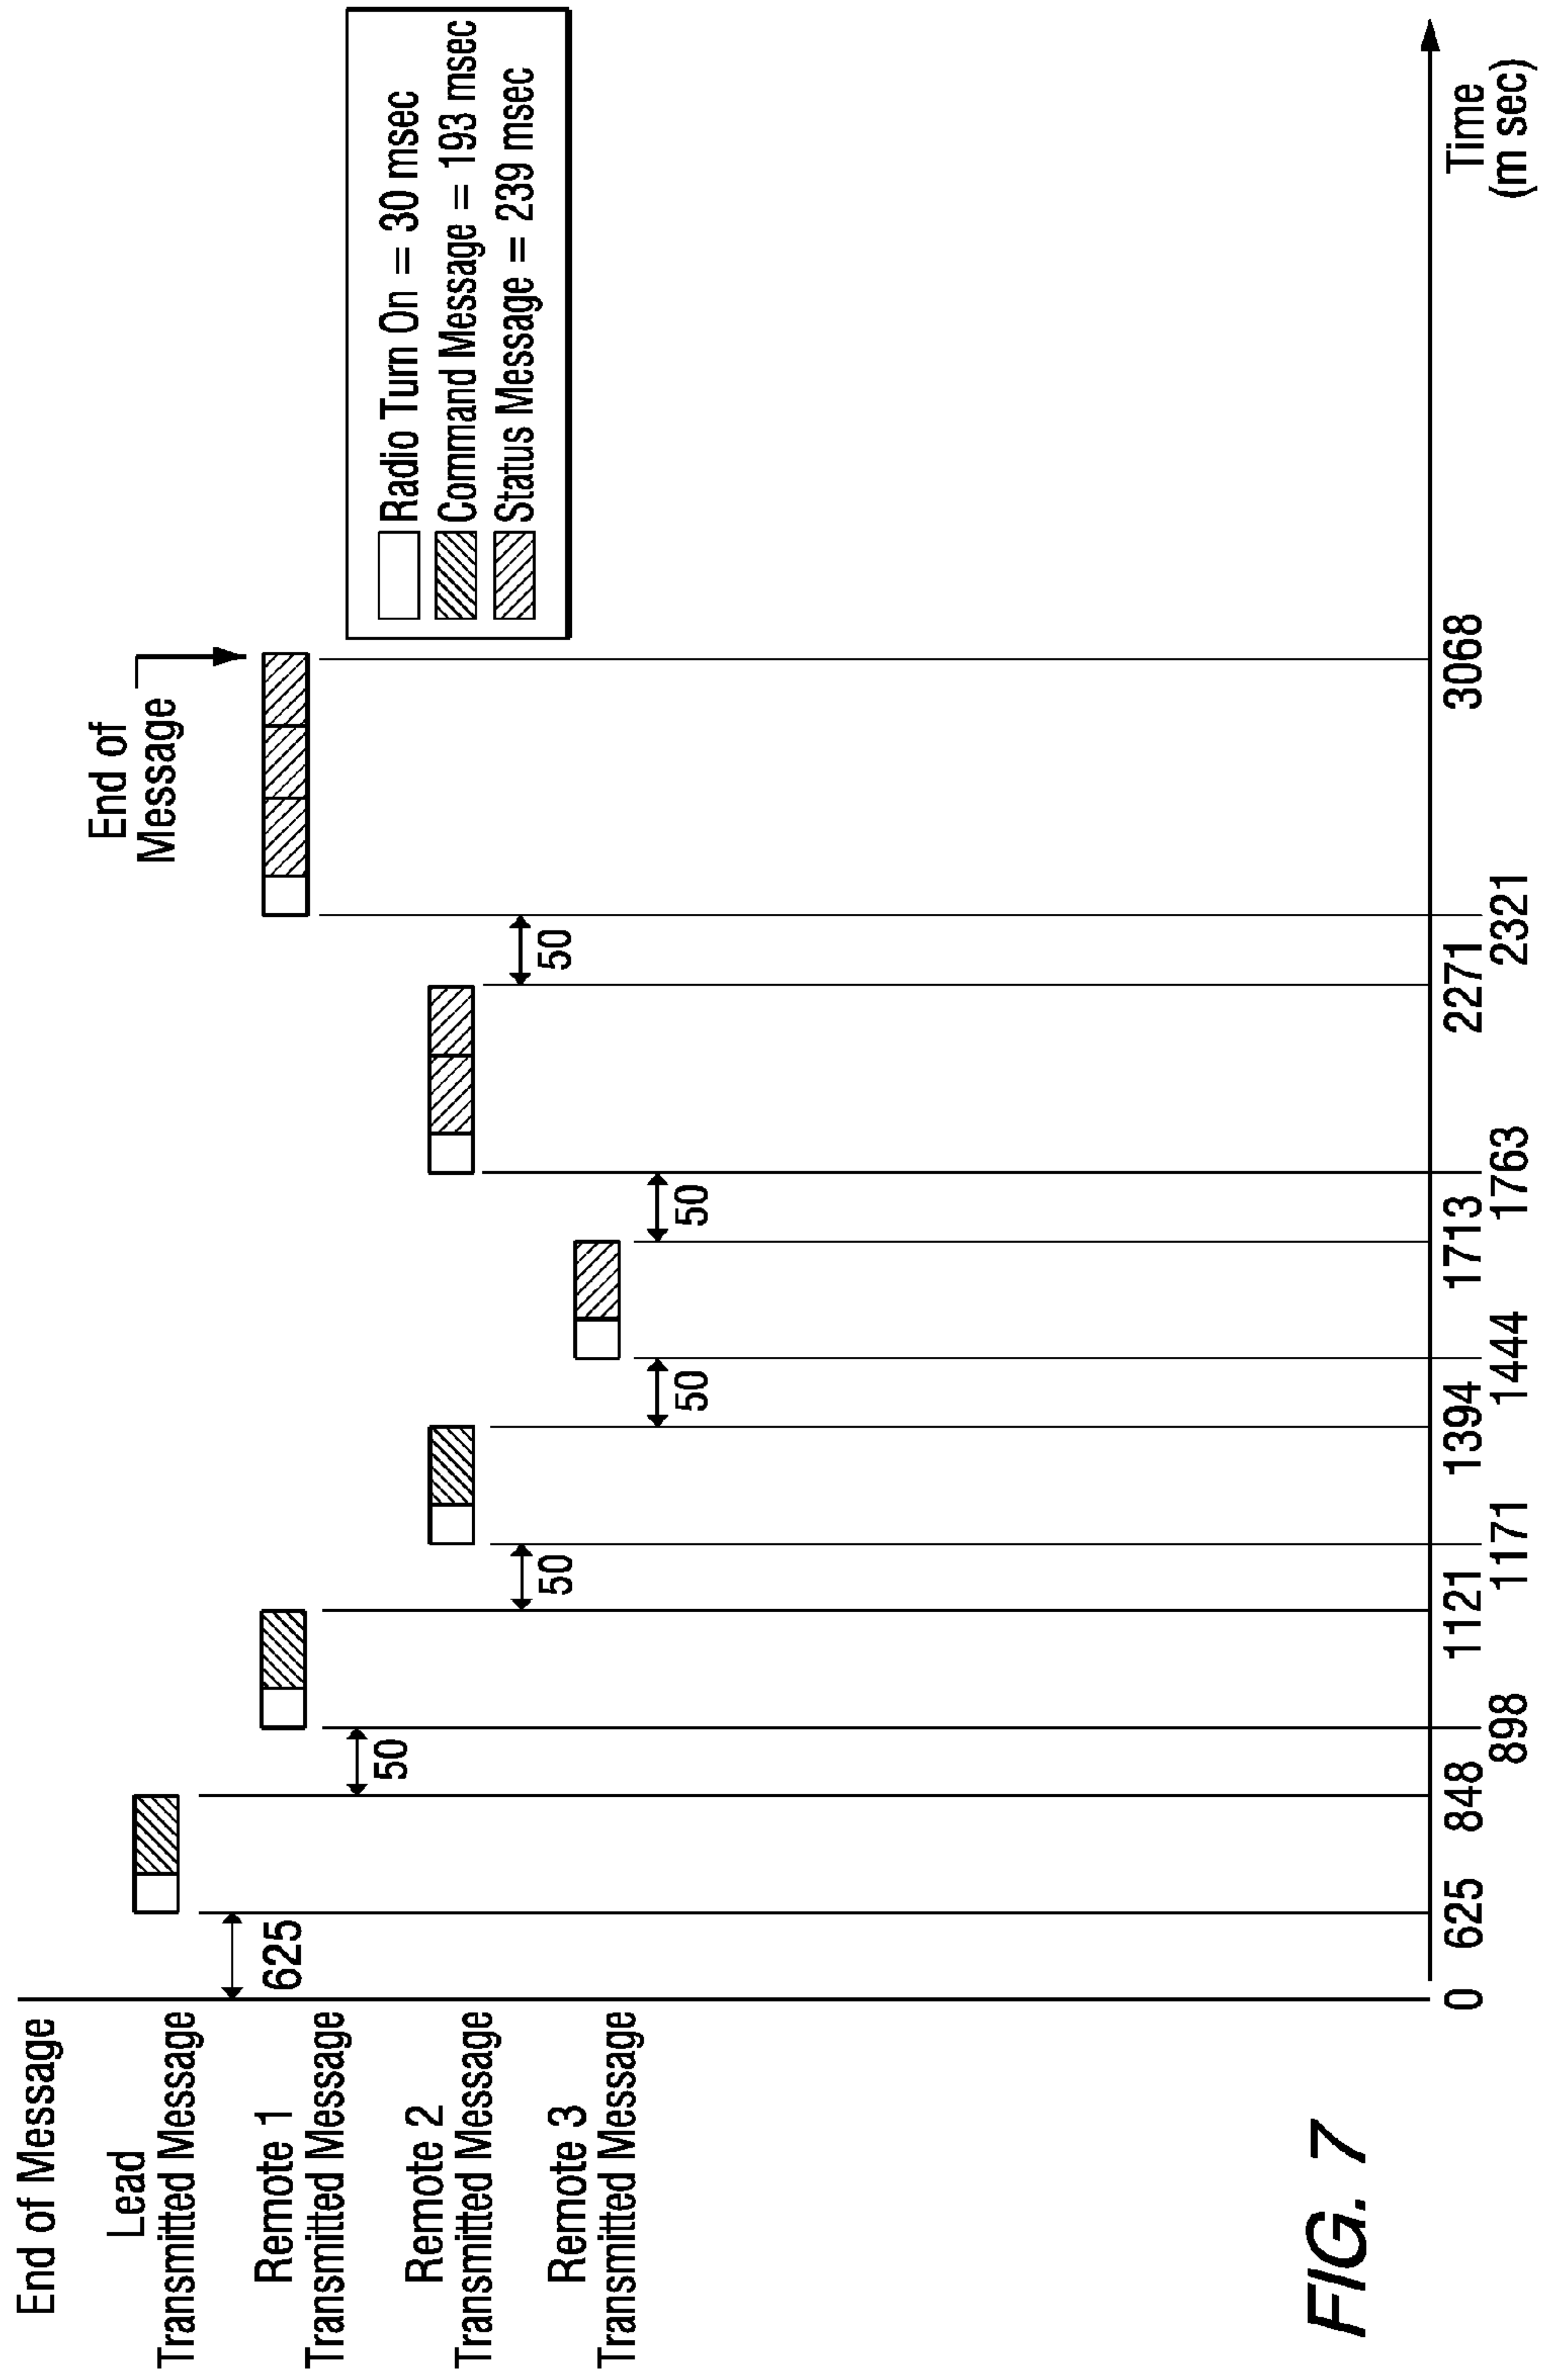 End of Message
Lead
Transmitted Message
Remote 1
Transmitted Message
Remote 2
Transmitted Message
Remote 3
Transmitted Message
625
50
50
50
50
50
End of
Message
Radio Turn On = 30 msec
Command Message = 193 msec
Status Message = 239 msec
0 625 848 1121 1394 1713 2271 3068
898 1171 1444 1763 2321
Time
(m sec)
FIG. 7